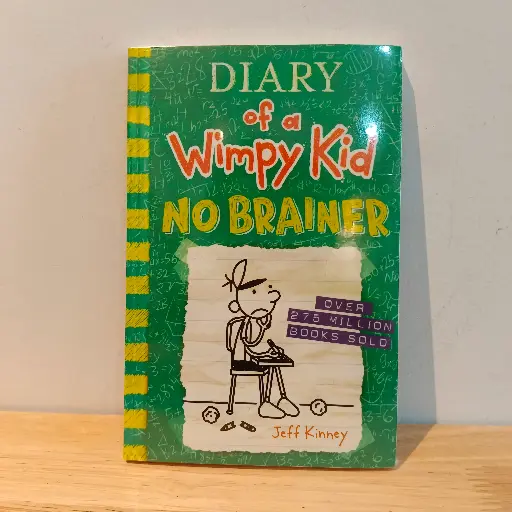 DIARY
of a
Wimpy Kid
NO BRAINER
OVER
275 MILLION
BOOKS SOLD
Jeff Kinney